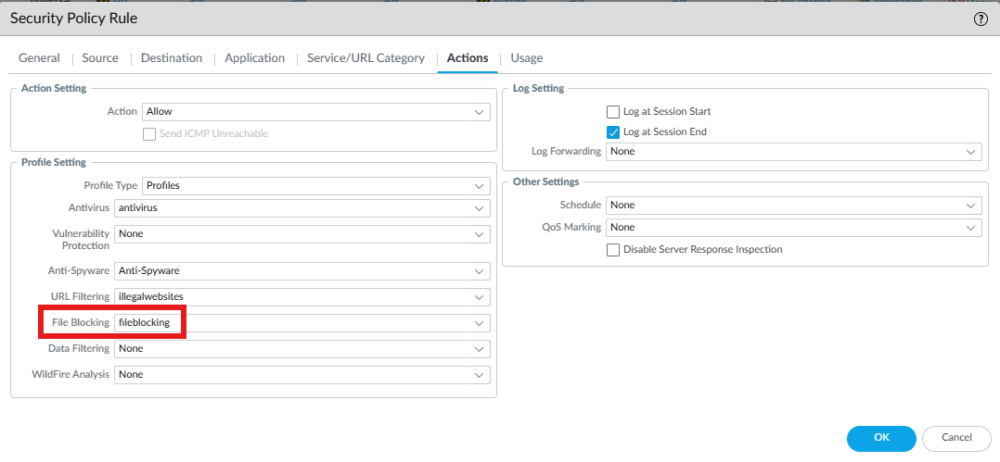 Security Policy Rule
General
Source
Destination
Application
Service/URL Category
Actions
Usage
Action Setting
Action Allow
Send ICMP Unreachable
Profile Setting
Profile Type Profiles
Antivirus antivirus
Vulnerability Protection None
Anti-Spyware Anti-Spyware
URL Filtering illegalwebsites
File Blocking fileblocking
Data Filtering None
WildFire Analysis None
Log Setting
Log at Session Start
Log at Session End
Log Forwarding None
Other Settings
Schedule None
QoS Marking None
Disable Server Response Inspection
OK
Cancel